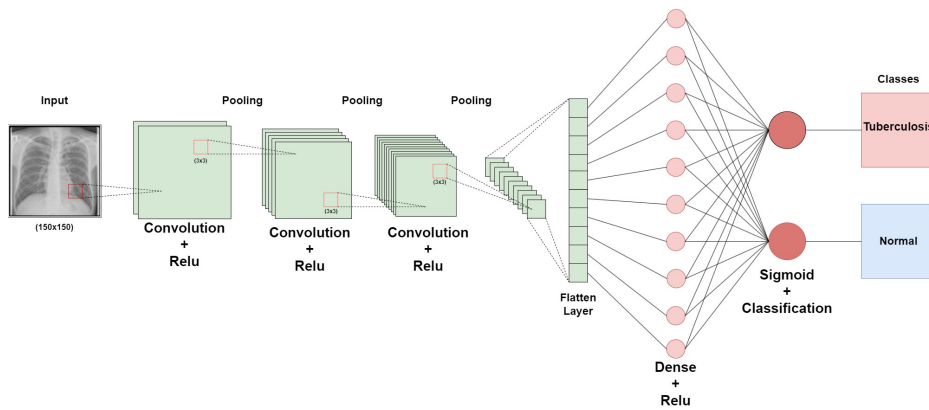 Input
Pooling
Pooling
Pooling
Classes
(150x150)
(3x3)
(3x3)
(3x3)
Convolution
+
Relu
Convolution
+
Relu
Convolution
+
Relu
Flatten
Layer
Dense
+
Relu
Sigmoid
+
Classification
Tuberculosis
Normal